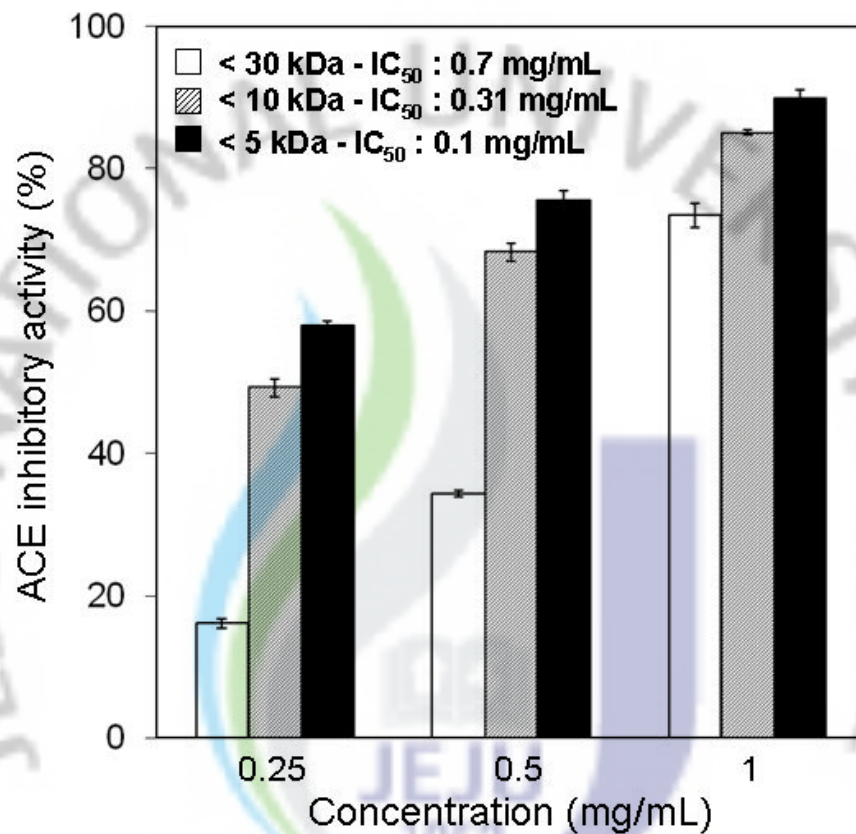 100
< 30 kDa - IC50 : 0.7 mg/mL
< 10 kDa - IC50 : 0.31 mg/mL
< 5 kDa - IC50 : 0.1 mg/mL
80
60
40
20
0
ACE inhibitory activity (%)
0.25 0.5 1
Concentration (mg/mL)
NATIONAL UNIVERSITY
JEJU